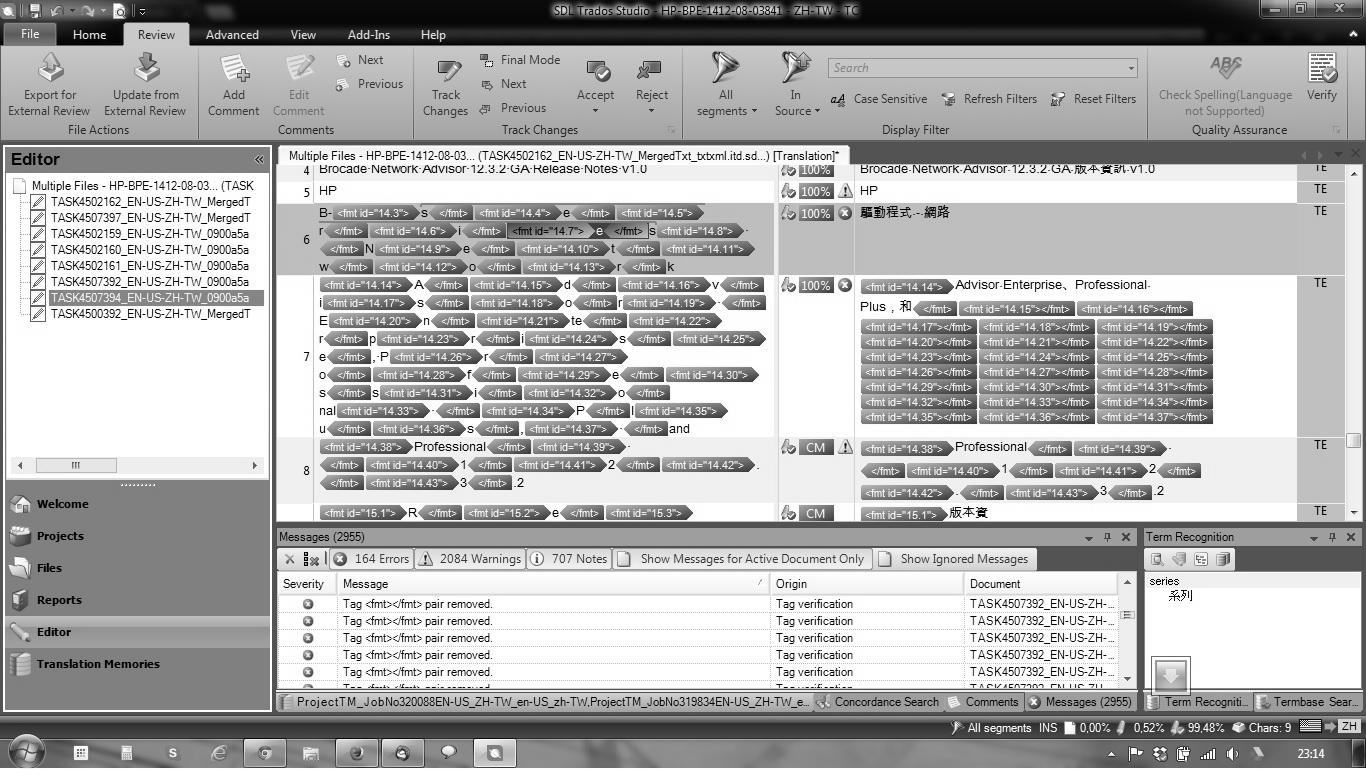 SDL Trados Studio - HP-BPE-1412-08-03841 - ZH-TW - TC
File Home Review Advanced View Add-Ins Help
Export for External Review
Update from External Review
File Actions
Add Comment
Edit Comment
Next
Previous
Comments
Track Changes
Final Mode
Next
Previous
Accept
Reject
Track Changes
All segments
In Source
Search
Case Sensitive
Refresh Filters
Reset Filters
Display Filter
Check Spelling(Language not Supported)
Verify
Quality Assurance
Editor
Multiple Files - HP-BPE-1412-08-03... (TASK
TASK4502162_EN-US-ZH-TW_MergedT
TASK4507397_EN-US-ZH-TW_MergedT
TASK4502159_EN-US-ZH-TW_0900a5a
TASK4502160_EN-US-ZH-TW_0900a5a
TASK4502161_EN-US-ZH-TW_0900a5a
TASK4507392_EN-US-ZH-TW_0900a5a
TASK4507394_EN-US-ZH-TW_0900a5a
TASK4500392_EN-US-ZH-TW_MergedT
Welcome
Projects
Files
Reports
Editor
Translation Memories
Multiple Files - HP-BPE-1412-08-03... (TASK4502162_EN-US-ZH-TW_MergedTxt_txtxml.itd.sd...) [Translation]*
4 Brocade·Network·Advisor·12.3.2·GA·Release·Notes·v1.0 100% Brocade·Network·Advisor·12.3.2·GA·版本資訊·v1.0 TE
5 HP 100% HP TE
6
B-<fmt id="14.3">s</fmt><fmt id="14.4">e</fmt><fmt id="14.5">
r</fmt><fmt id="14.6">i</fmt><fmt id="14.7">e</fmt>s<fmt id="14.8">·
</fmt>N<fmt id="14.9">e</fmt><fmt id="14.10">t</fmt><fmt id="14.11">
w</fmt><fmt id="14.12">o</fmt><fmt id="14.13">r</fmt>k
100% 驅動程式·-·網路 TE
7
<fmt id="14.14">A</fmt><fmt id="14.15">d</fmt><fmt id="14.16">v</fmt>
i<fmt id="14.17">s</fmt><fmt id="14.18">o</fmt>r<fmt id="14.19">·</fmt>
E<fmt id="14.20">n</fmt><fmt id="14.21">te</fmt><fmt id="14.22">
r</fmt>p<fmt id="14.23">r</fmt>i<fmt id="14.24">s</fmt><fmt id="14.25">
e</fmt>,·P<fmt id="14.26">r</fmt><fmt id="14.27">
o</fmt><fmt id="14.28">f</fmt><fmt id="14.29">e</fmt><fmt id="14.30">
s</fmt>s<fmt id="14.31">i</fmt><fmt id="14.32">o</fmt>
nal<fmt id="14.33">·</fmt><fmt id="14.34">P</fmt>l<fmt id="14.35">
u</fmt><fmt id="14.36">s</fmt>,<fmt id="14.37">·</fmt>and
100%
<fmt id="14.14">Advisor·Enterprise、Professional·
Plus，和</fmt><fmt id="14.15"></fmt><fmt id="14.16"></fmt>
<fmt id="14.17"></fmt><fmt id="14.18"></fmt><fmt id="14.19"></fmt>
<fmt id="14.20"></fmt><fmt id="14.21"></fmt><fmt id="14.22"></fmt>
<fmt id="14.23"></fmt><fmt id="14.24"></fmt><fmt id="14.25"></fmt>
<fmt id="14.26"></fmt><fmt id="14.27"></fmt><fmt id="14.28"></fmt>
<fmt id="14.29"></fmt><fmt id="14.30"></fmt><fmt id="14.31"></fmt>
<fmt id="14.32"></fmt><fmt id="14.33"></fmt><fmt id="14.34"></fmt>
<fmt id="14.35"></fmt><fmt id="14.36"></fmt><fmt id="14.37"></fmt>
TE
8
<fmt id="14.38">Professional</fmt><fmt id="14.39">·
</fmt><fmt id="14.40">1</fmt><fmt id="14.41">2</fmt><fmt id="14.42">.
</fmt><fmt id="14.43">3</fmt>.2
CM
<fmt id="14.38">Professional</fmt><fmt id="14.39">·
</fmt><fmt id="14.40">1</fmt><fmt id="14.41">2</fmt>
<fmt id="14.42">.</fmt><fmt id="14.43">3</fmt>.2
TE
<fmt id="15.1">R</fmt><fmt id="15.2">e</fmt><fmt id="15.3"> CM <fmt id="15.1">版本資 TE
Messages (2955)
164 Errors 2084 Warnings 707 Notes Show Messages for Active Document Only Show Ignored Messages
Severity Message Origin Document
Tag <fmt></fmt> pair removed. Tag verification TASK4507392_EN-US-ZH-...
Tag <fmt></fmt> pair removed. Tag verification TASK4507392_EN-US-ZH-...
Tag <fmt></fmt> pair removed. Tag verification TASK4507392_EN-US-ZH-...
Tag <fmt></fmt> pair removed. Tag verification TASK4507392_EN-US-ZH-...
Tag <fmt></fmt> pair removed. Tag verification TASK4507392_EN-US-ZH-...
Term Recognition
series
系列
ProjectTM_JobNo320088EN-US_ZH-TW_en-US_zh-TW,ProjectTM_JobNo319834EN-US_ZH-TW_e... Concordance Search Comments Messages (2955) Term Recogniti... Termbase Sear...
All segments INS 0,00% 0,52% 99,48% Chars: 9 ZH
23:14